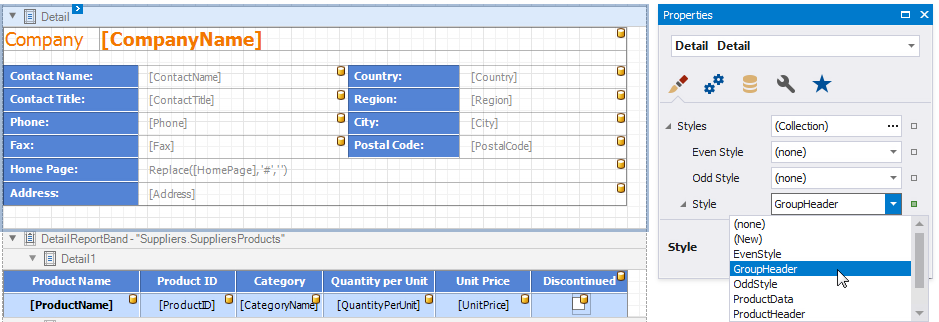 Detail
Company [CompanyName]
Contact Name: [ContactName] Country: [Country]
Contact Title: [ContactTitle] Region: [Region]
Phone: [Phone] City: [City]
Fax: [Fax] Postal Code: [PostalCode]
Home Page: Replace([HomePage],'#','')
Address: [Address]
DetailReportBand - "Suppliers.SuppliersProducts"
Detail1
Product Name Product ID Category Quantity per Unit Unit Price Discontinued
[ProductName] [ProductID] [CategoryName] [QuantityPerUnit] [UnitPrice]
Properties
Detail Detail
Styles (Collection) ...
Even Style (none)
Odd Style (none)
Style GroupHeader
Style
(none)
(New)
EvenStyle
GroupHeader
OddStyle
ProductData
ProductHeader